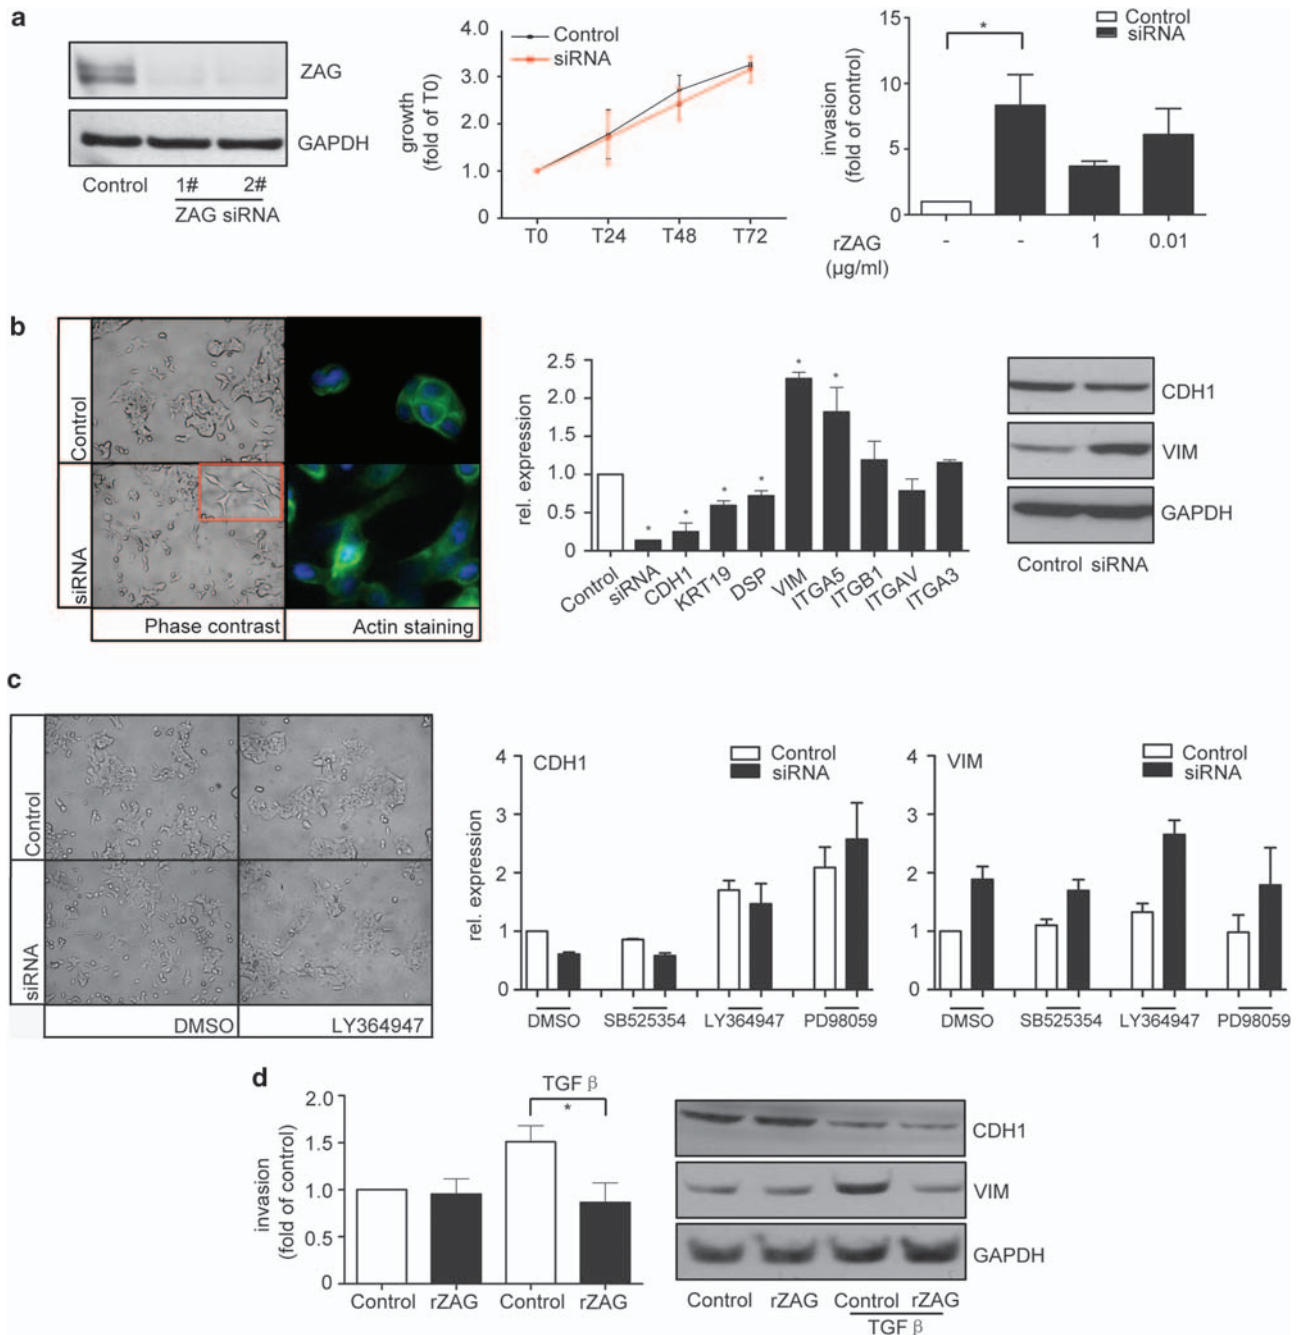 a
ZAG
GAPDH
Control 1# 2#
ZAG siRNA
growth
(fold of T0)
4.0
3.0
2.0
1.0
0
Control
siRNA
T0 T24 T48 T72
invasion
(fold of control)
15
10
5
0
*
Control
siRNA
rZAG - - 1 0.01
(μg/ml)
b
Control
siRNA
Phase contrast
Actin staining
rel. expression
2.5
2.0
1.5
1.0
0.5
0
* * * * * *
Control siRNA CDH1 KRT19 DSP VIM ITGA5 ITGB1 ITGAV ITGA3
CDH1
VIM
GAPDH
Control siRNA
c
Control
siRNA
DMSO
LY364947
rel. expression
CDH1
4
3
2
1
0
Control
siRNA
DMSO SB525354 LY364947 PD98059
VIM
4
3
2
1
0
Control
siRNA
DMSO SB525354 LY364947 PD98059
d
TGF β
*
invasion
(fold of control)
2.0
1.5
1.0
0.5
0
Control rZAG Control rZAG
CDH1
VIM
GAPDH
Control rZAG Control rZAG
TGF β